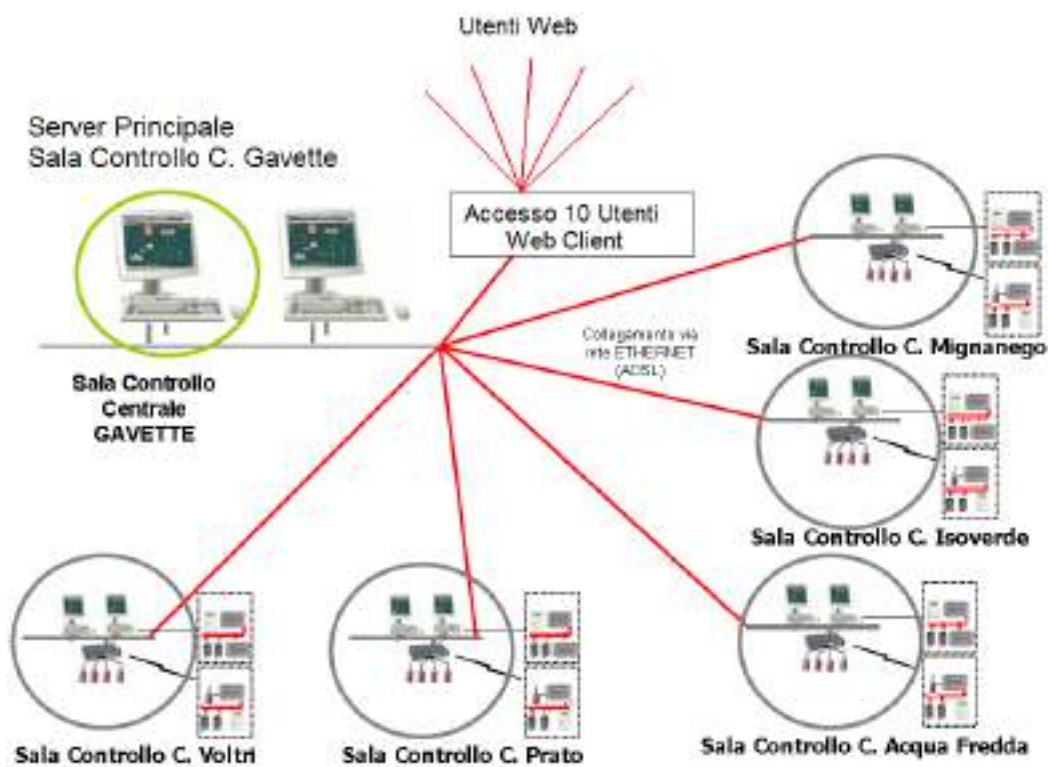 Utenti Web
Server Principale
Sala Controllo C. Gavette
Accesso 10 Utenti
Web Client
Collegamento via
rete ETHERNET
(ADSL)
Sala Controllo C. Mignanego
Sala Controllo
Centrale
GAVETTE
Sala Controllo C. Isoverde
Sala Controllo C. Voltri
Sala Controllo C. Prato
Sala Controllo C. Acqua Fredda